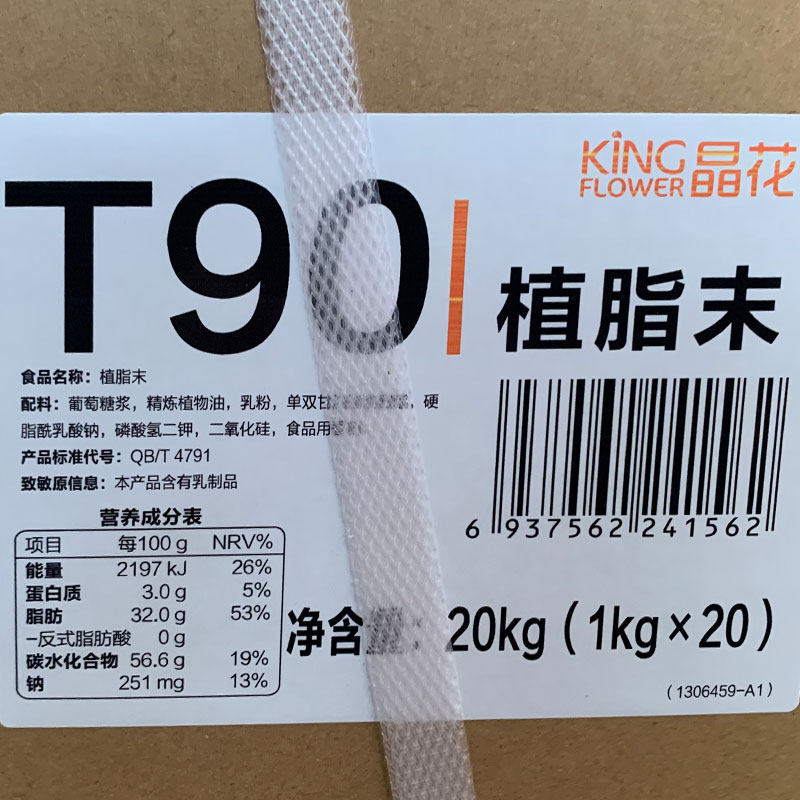 KING
FLOWER 晶花
T90
植脂末
食品名称：植脂末
配料：葡萄糖浆，精炼植物油，乳粉，单双甘 ，硬
脂酰乳酸钠，磷酸氢二钾，二氧化硅，食品用
产品标准代号：QB/T 4791
致敏原信息：本产品含有乳制品
营养成分表
项目 每100 g NRV%
能量 2197 kJ 26%
蛋白质 3.0 g 5%
脂肪 32.0 g 53%
–反式脂肪酸 0 g
碳水化合物 56.6 g 19%
钠 251 mg 13%
6 937562 241562
净含量：20kg（1kg×20）
（1306459-A1）